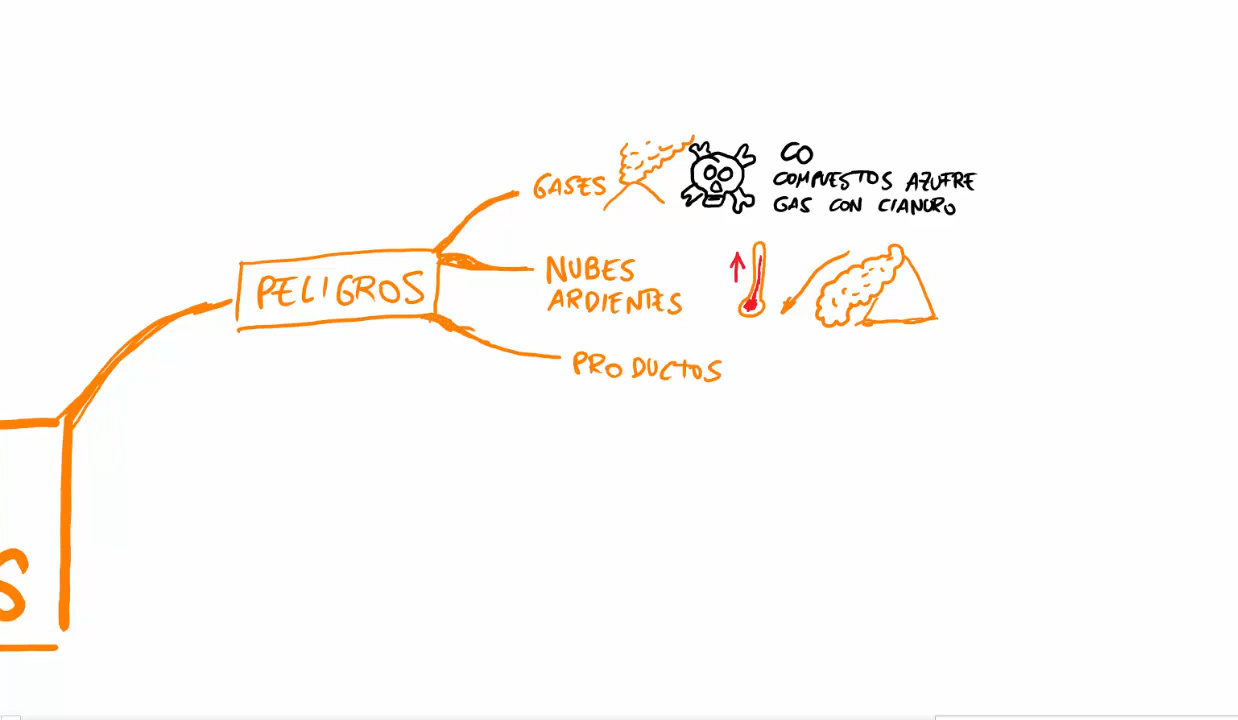 GASES
CO
COMPUESTOS AZUFRE
GAS CON CIANURO
PELIGROS
NUBES
ARDIENTES
PRODUCTOS
S